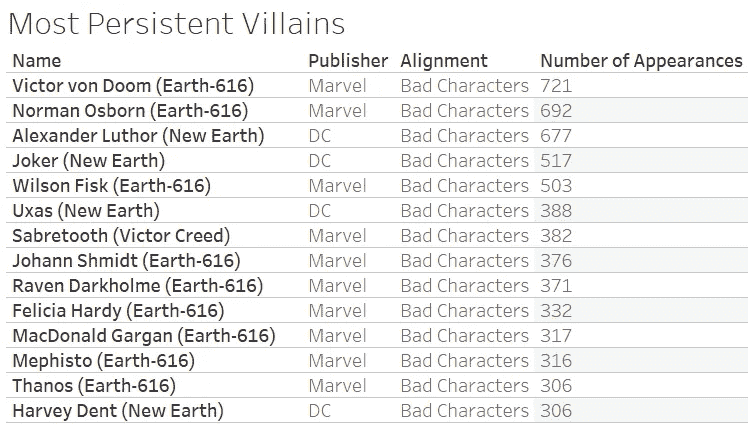 Most Persistent Villains
Name Publisher Alignment Number of Appearances
Victor von Doom (Earth-616) Marvel Bad Characters 721
Norman Osborn (Earth-616) Marvel Bad Characters 692
Alexander Luthor (New Earth) DC Bad Characters 677
Joker (New Earth) DC Bad Characters 517
Wilson Fisk (Earth-616) Marvel Bad Characters 503
Uxas (New Earth) DC Bad Characters 388
Sabretooth (Victor Creed) Marvel Bad Characters 382
Johann Shmidt (Earth-616) Marvel Bad Characters 376
Raven Darkholme (Earth-616) Marvel Bad Characters 371
Felicia Hardy (Earth-616) Marvel Bad Characters 332
MacDonald Gargan (Earth-616) Marvel Bad Characters 317
Mephisto (Earth-616) Marvel Bad Characters 316
Thanos (Earth-616) Marvel Bad Characters 306
Harvey Dent (New Earth) DC Bad Characters 306